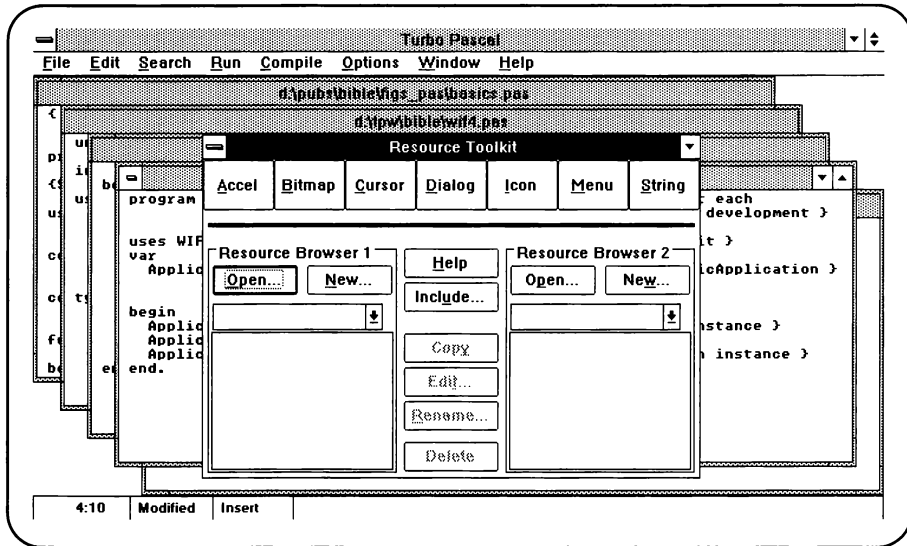 Turbo Pascal
File Edit Search Run Compile Options Window Help
d:\pubs\bible\figs_pas\basics.pas
d:\tpw\bible\wif4.pas
Resource Toolkit
Accel Bitmap Cursor Dialog Icon Menu String
program each
development }
uses WIF it }
var
Applic icApplication }
begin
Applic nstance }
Applic
Applic n instance }
end.
Resource Browser 1
Open... New...
Help
Include...
Copy
Edit...
Rename...
Delete
Resource Browser 2
Open... New...
4:10 Modified Insert